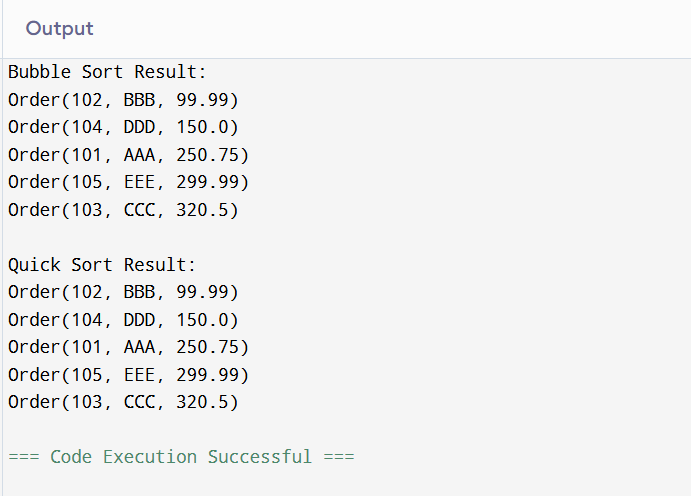 Output
Bubble Sort Result:
Order(102, BBB, 99.99)
Order(104, DDD, 150.0)
Order(101, AAA, 250.75)
Order(105, EEE, 299.99)
Order(103, CCC, 320.5)
Quick Sort Result:
Order(102, BBB, 99.99)
Order(104, DDD, 150.0)
Order(101, AAA, 250.75)
Order(105, EEE, 299.99)
Order(103, CCC, 320.5)
=== Code Execution Successful ===